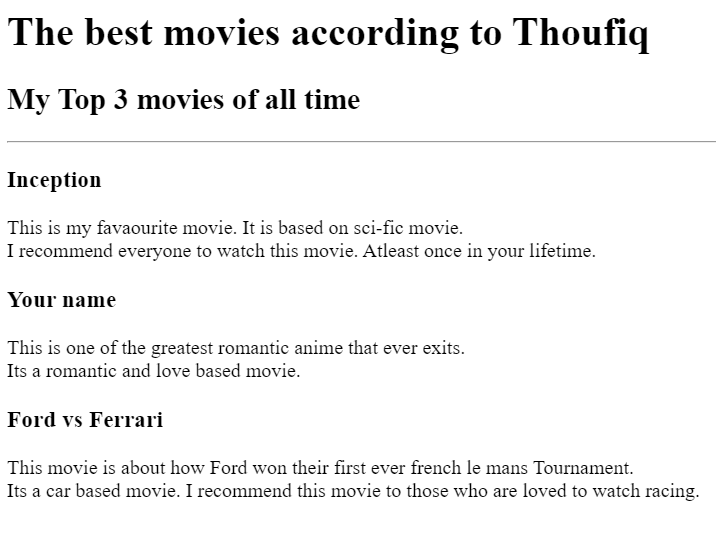 The best movies according to Thoufiq
My Top 3 movies of all time
Inception
This is my favaourite movie. It is based on sci-fic movie.
I recommend everyone to watch this movie. Atleast once in your lifetime.
Your name
This is one of the greatest romantic anime that ever exits.
Its a romantic and love based movie.
Ford vs Ferrari
This movie is about how Ford won their first ever french le mans Tournament.
Its a car based movie. I recommend this movie to those who are loved to watch racing.